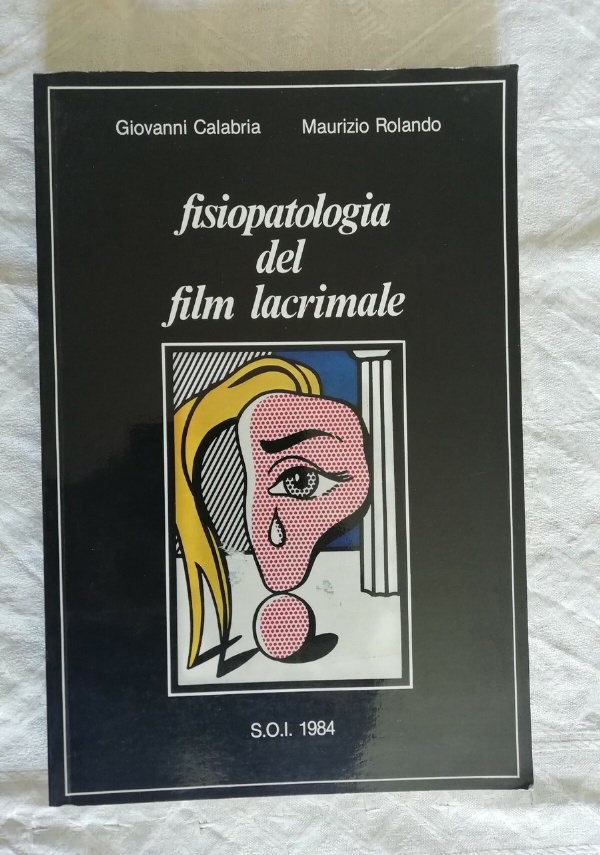 Giovanni Calabria Maurizio Rolando
fisiopatologia
del
film lacrimale
S.O.I. 1984